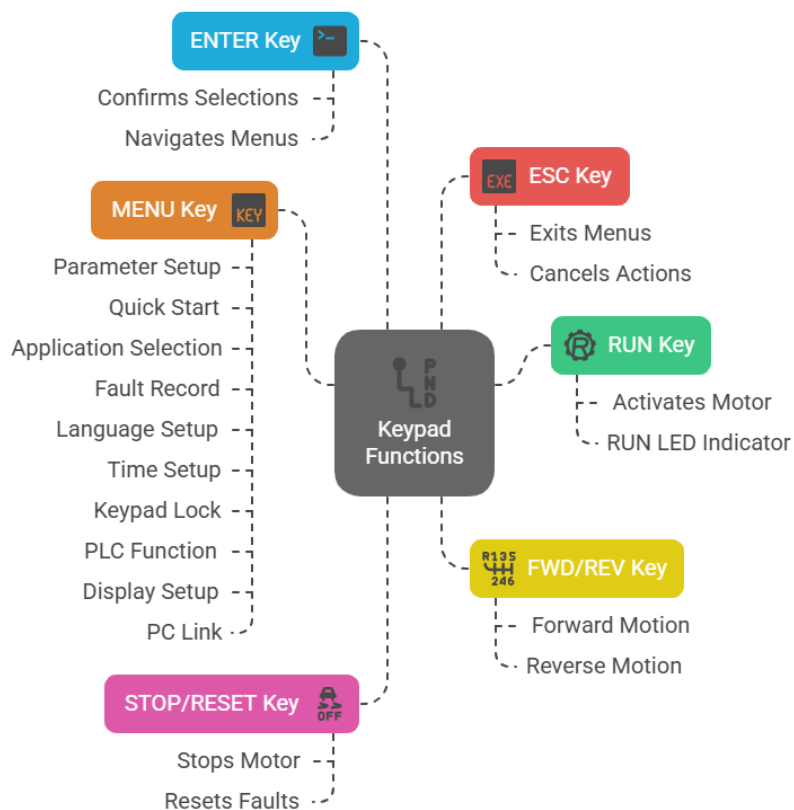 ENTER Key
>_
Confirms Selections
Navigates Menus
MENU Key
KEY
Parameter Setup
Quick Start
Application Selection
Fault Record
Language Setup
Time Setup
Keypad Lock
PLC Function
Display Setup
PC Link
STOP/RESET Key
OFF
Stops Motor
Resets Faults
P
N
D
Keypad
Functions
EXE
ESC Key
Exits Menus
Cancels Actions
R
RUN Key
Activates Motor
RUN LED Indicator
R135
246
FWD/REV Key
Forward Motion
Reverse Motion